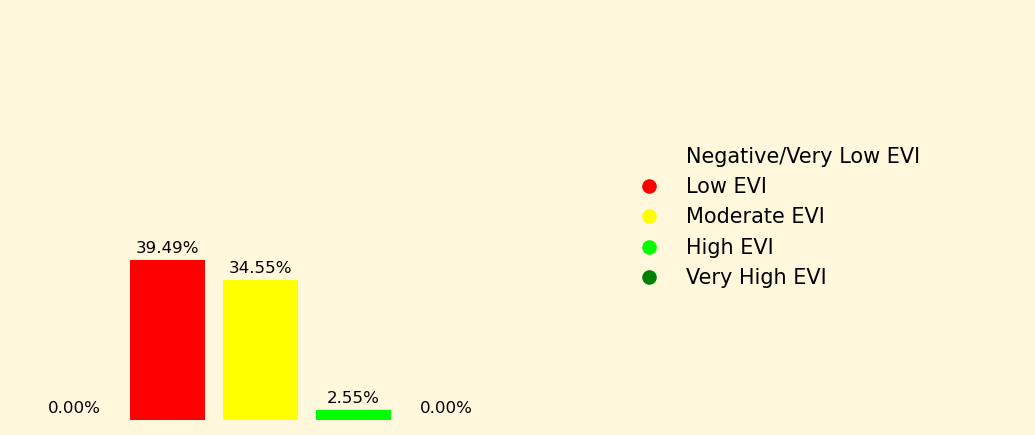 39.49%
34.55%
2.55%
0.00%
0.00%
Negative/Very Low EVI
Low EVI
Moderate EVI
High EVI
Very High EVI